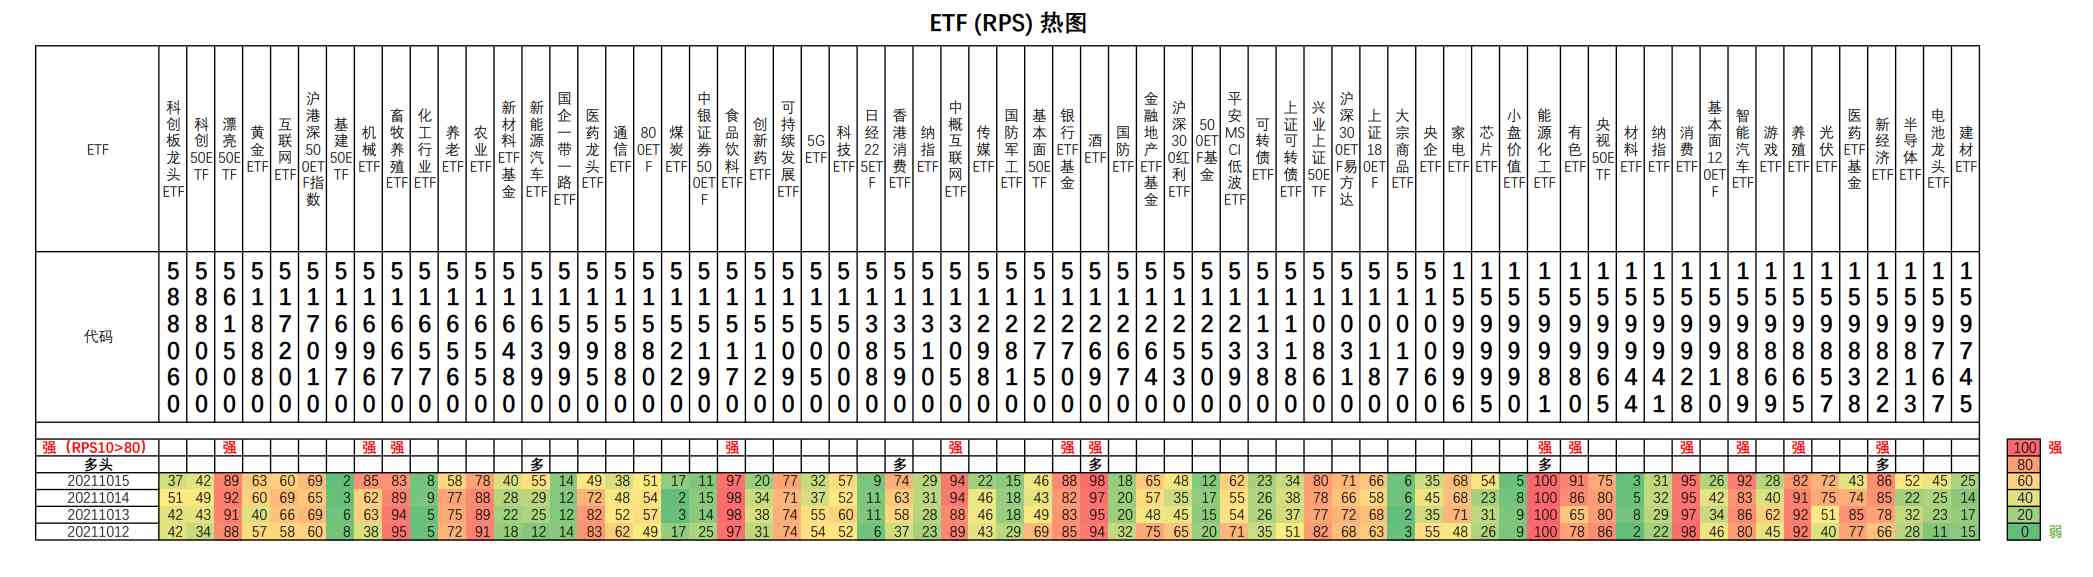 ETF (RPS) 热图
ETF 科创板龙头ETF 科创50ETF 漂亮50ETF 黄金ETF 互联网ETF 沪港深500ETF指数 基建50ETF 机械ETF 畜牧养殖ETF 化工行业ETF 养老ETF 农业ETF 新材料ETF基金 新能源汽车ETF 国企一带一路ETF 医药龙头ETF 通信ETF 800ETF 煤炭ETF 中银证券500ETF 食品饮料ETF 创新药ETF 可持续发展ETF 5GETF 科技ETF 日经225ETF 香港消费ETF 纳指ETF 中概互联网ETF 传媒ETF 国防军工ETF 基本面50ETF 银行ETF基金 酒ETF 国防ETF 金融地产ETF基金 沪深300红利ETF 500ETF基金 平安MSCI低波ETF 可转债ETF 上证可转债ETF 兴业上证50ETF 沪深300ETF易方达 上证180ETF 大宗商品ETF 央企ETF 家电ETF 芯片ETF 小盘价值ETF 能源化工ETF 有色ETF 央视50ETF 材料ETF 纳指ETF 消费ETF 基本面120ETF 智能汽车ETF 游戏ETF 养殖ETF 光伏ETF 医药ETF基金 新经济ETF 半导体ETF 电池龙头ETF 建材ETF
代码 588060 588000 561500 518880 517200 517010 516970 516960 516670 516570 516560 516550 516480 516390 515990 515950 515880 515800 515220 515190 515170 515120 515090 515050 515000 513880 513590 513100 513050 512980 512810 512750 512700 512690 512670 512640 512530 512500 512390 511380 511180 510860 510310 510180 510170 510060 159996 159995 159990 159981 159980 159965 159944 159941 159928 159910 159889 159869 159865 159857 159838 159822 159813 159767 159745
强（RPS10>80） 强 强 强 强 强 强 强 强 强 强 强 强 强
多头 多 多 多 多 多
20211015 37 42 89 63 60 69 2 85 83 8 58 78 40 55 14 49 38 51 17 11 97 20 77 32 57 9 74 29 94 22 15 46 88 98 18 65 48 12 62 23 34 80 71 66 6 35 68 54 5 100 91 75 3 31 95 26 92 28 82 72 43 86 52 45 25
20211014 51 49 92 60 69 65 3 62 89 9 77 88 28 29 12 72 48 54 2 15 98 34 71 37 52 11 63 31 94 46 18 43 82 97 20 57 35 17 55 26 38 78 66 58 6 45 68 23 8 100 86 80 5 32 95 42 83 40 91 75 74 85 22 25 14
20211013 42 43 91 40 66 69 6 63 94 5 75 89 22 25 12 82 52 57 3 14 98 38 74 55 60 11 58 28 88 46 18 49 83 95 20 48 45 15 54 26 37 77 72 68 2 35 71 31 9 100 65 80 8 29 97 34 86 62 92 51 85 78 32 23 17
20211012 42 34 88 57 58 60 8 38 95 5 72 91 18 12 14 83 62 49 17 25 97 31 74 54 52 6 37 23 89 43 29 69 85 94 32 75 65 20 71 35 51 82 68 63 3 55 48 26 9 100 78 86 2 22 98 46 80 45 92 40 77 66 28 11 15
100 强
80
60
40
20
0 弱